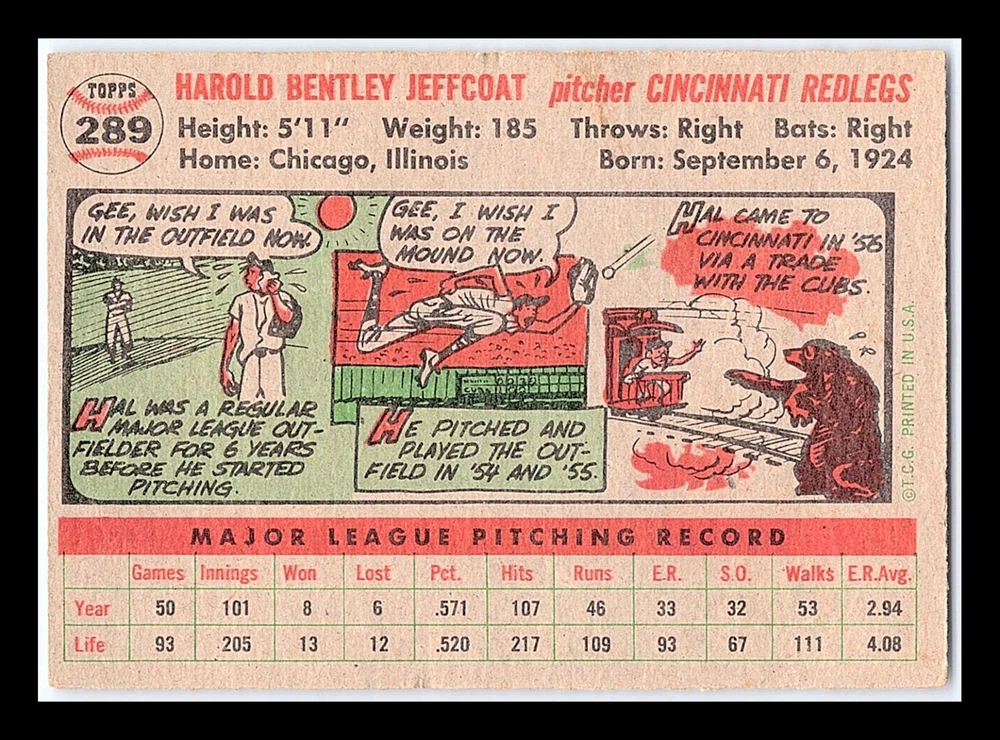 TOPPS
289
HAROLD BENTLEY JEFFCOAT pitcher CINCINNATI REDLEGS
Height: 5'11" Weight: 185 Throws: Right Bats: Right
Home: Chicago, Illinois Born: September 6, 1924
GEE, WISH I WAS
IN THE OUTFIELD NOW.
HAL WAS A REGULAR
MAJOR LEAGUE OUT-
FIELDER FOR 6 YEARS
BEFORE HE STARTED
PITCHING.
GEE, I WISH I
WAS ON THE
MOUND NOW.
HE PITCHED AND
PLAYED THE OUT-
FIELD IN '54 AND '55.
HAL CAME TO
CINCINNATI IN '56
VIA A TRADE
WITH THE CUBS.
©T.C.G. PRINTED IN U.S.A.
MAJOR LEAGUE PITCHING RECORD
Games Innings Won Lost Pct. Hits Runs E.R. S.O. Walks E.R.Avg.
Year 50 101 8 6 .571 107 46 33 32 53 2.94
Life 93 205 13 12 .520 217 109 93 67 111 4.08